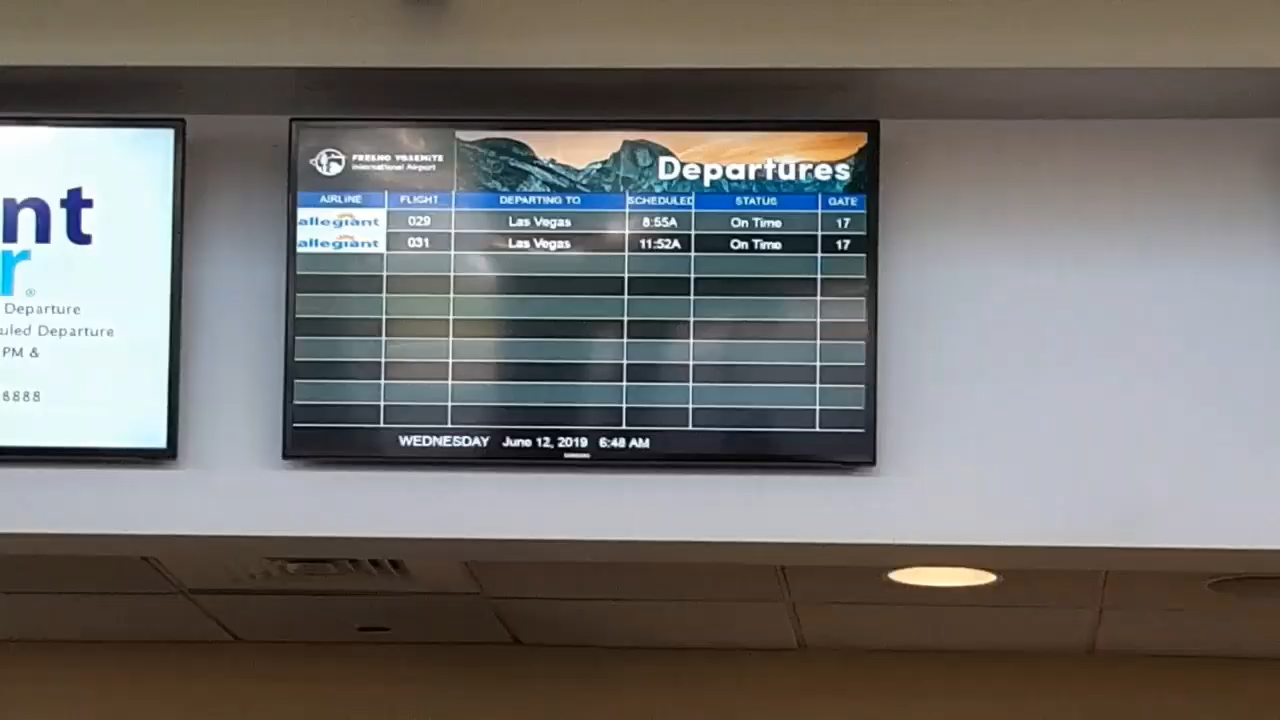 nt
r®
Departure
uled Departure
PM &
8888
FRESNO YOSEMITE
International Airport
Departures
AIRLINE FLIGHT DEPARTING TO SCHEDULED STATUS GATE
allegiant 029 Las Vegas 8:55A On Time 17
allegiant 031 Las Vegas 11:52A On Time 17
WEDNESDAY June 12, 2019 6:48 AM
SAMSUNG